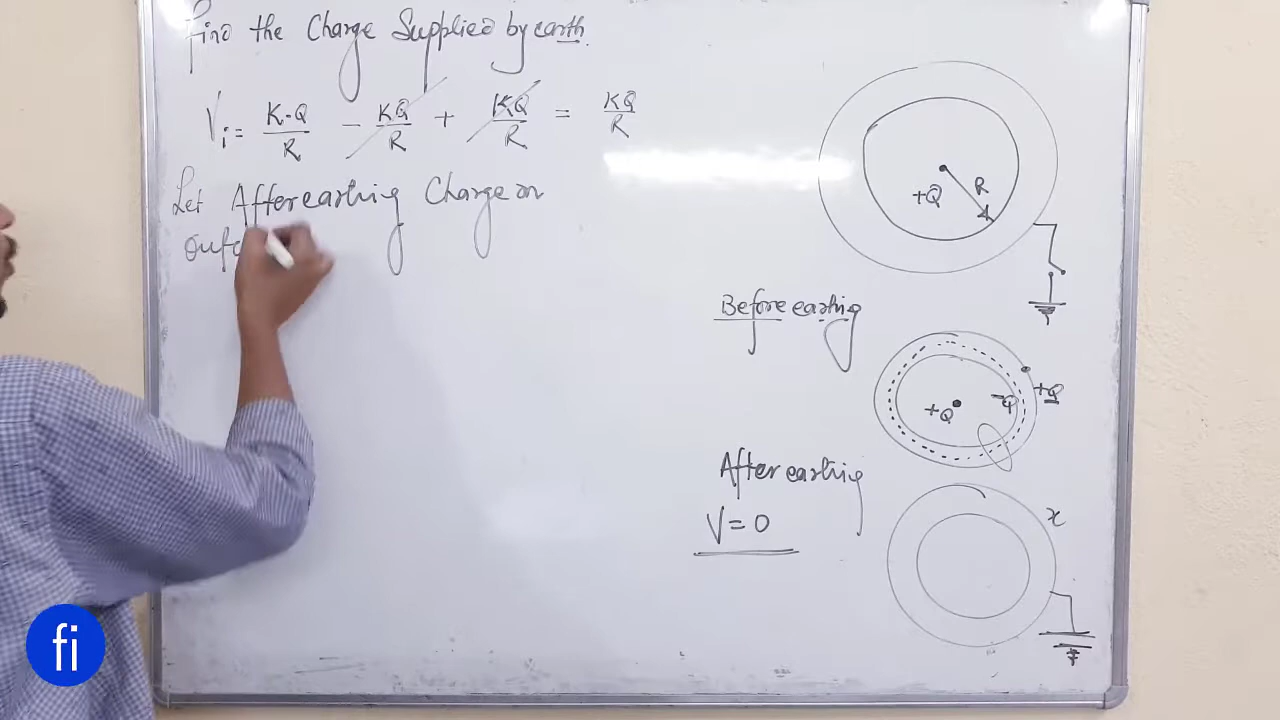 Find the Charge Supplied by earth.
Vi = K·Q/R − KQ/R + KQ/R = KQ/R
Let After earthing Charge on
+Q R
Before earthing
+Q −Q +Q
After earthing
V = 0
x
fi